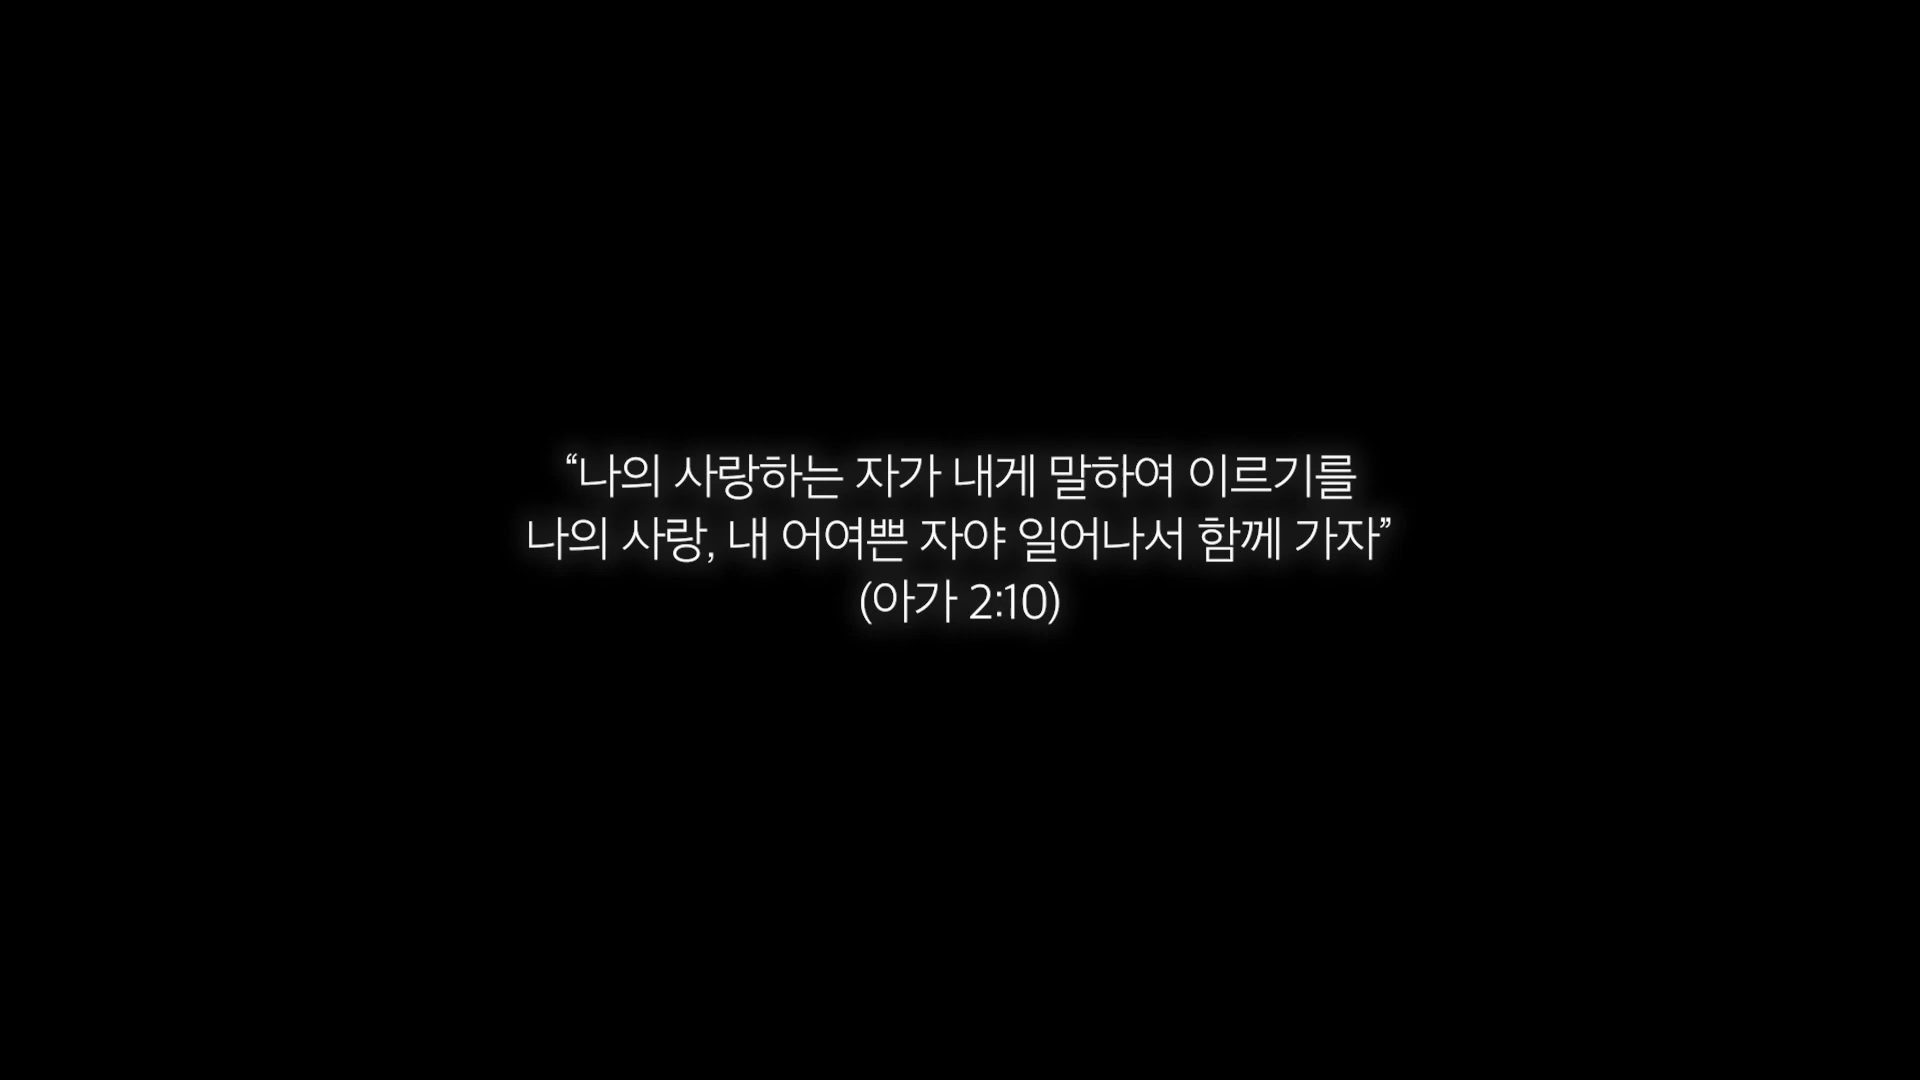 “나의 사랑하는 자가 내게 말하여 이르기를
나의 사랑, 내 어여쁜 자야 일어나서 함께 가자”
(아가 2:10)